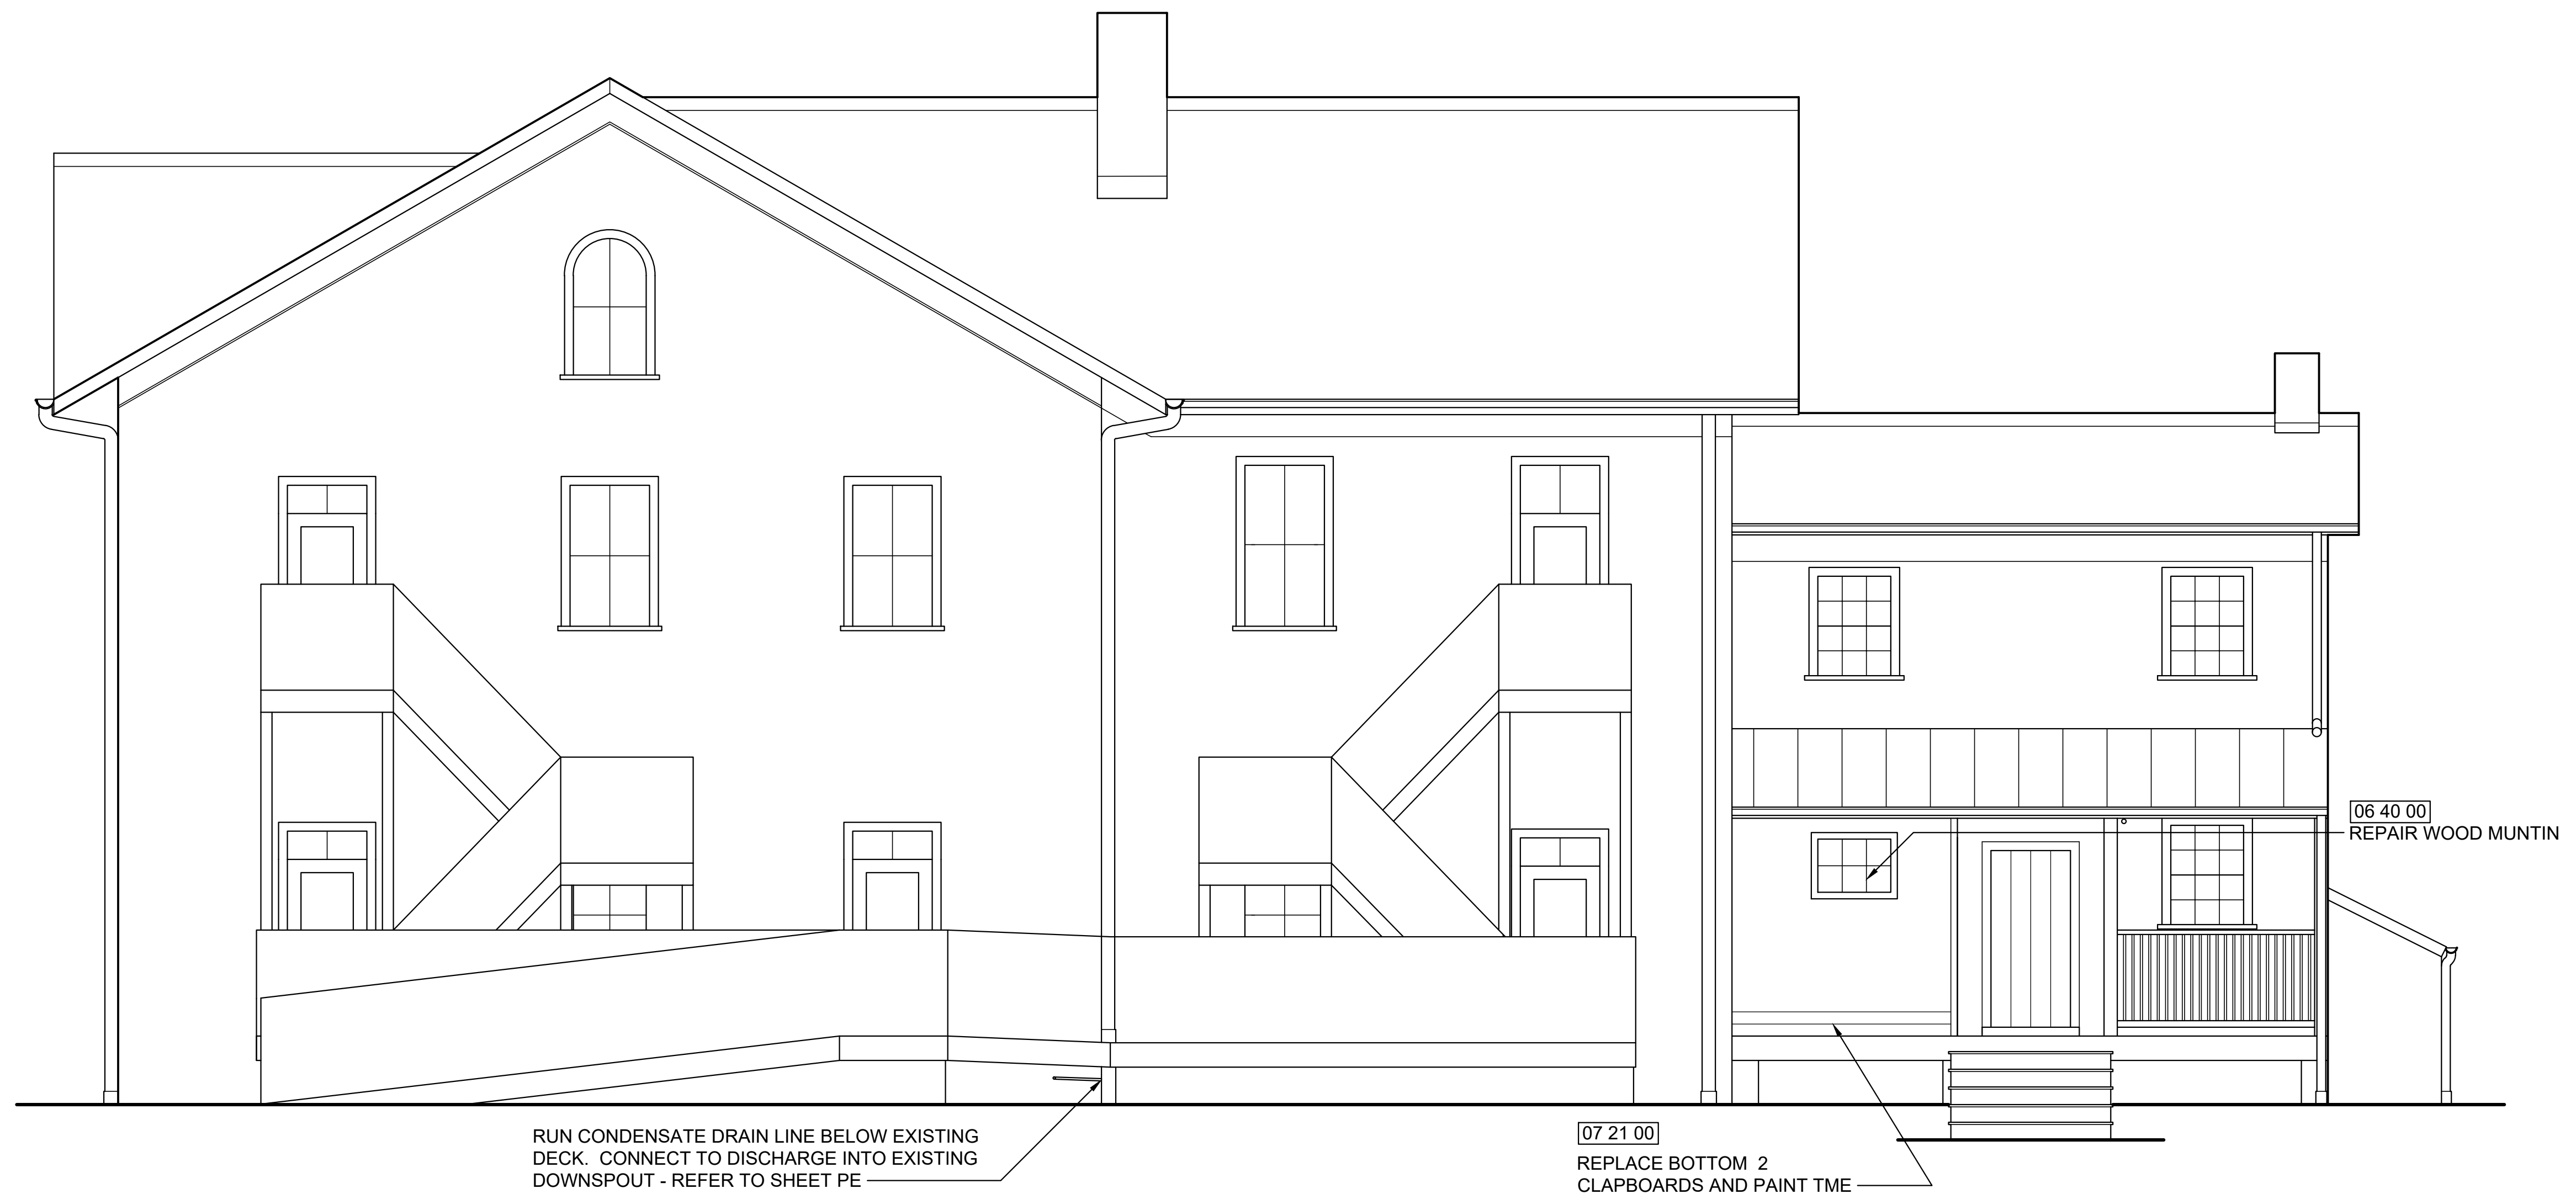 06 40 00
REPAIR WOOD MUNTIN
RUN CONDENSATE DRAIN LINE BELOW EXISTING
DECK.  CONNECT TO DISCHARGE INTO EXISTING
DOWNSPOUT - REFER TO SHEET PE
07 21 00
REPLACE BOTTOM  2
CLAPBOARDS AND PAINT TME